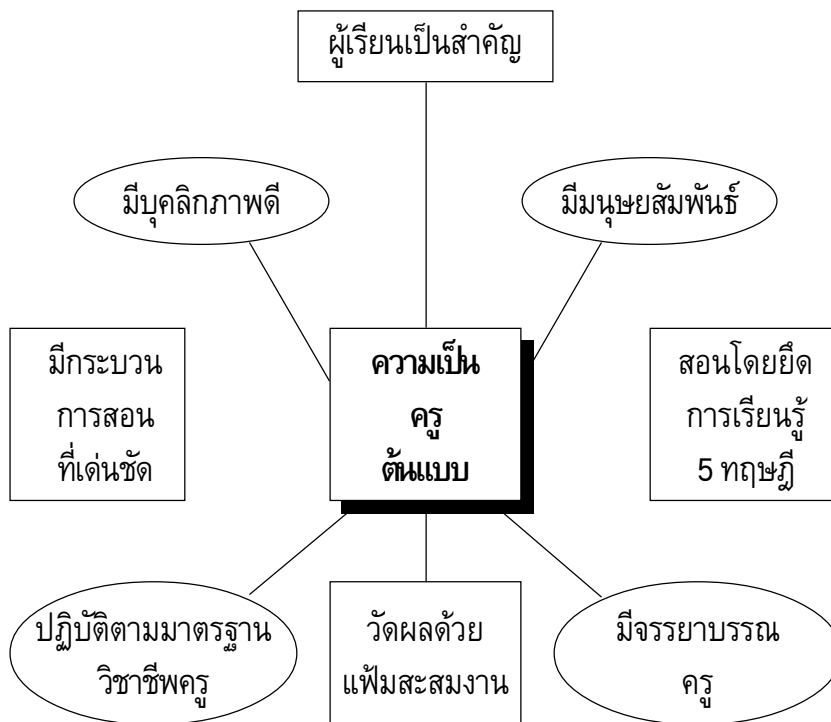 ผู้เรียนเป็นสำคัญ
มีบุคลิกภาพดี
มีมนุษยสัมพันธ์
มีกระบวน
การสอน
ที่เด่นชัด
ความเป็น
ครู
ต้นแบบ
สอนโดยยึด
การเรียนรู้
5 ทฤษฎี
ปฏิบัติตามมาตรฐาน
วิชาชีพครู
วัดผลด้วย
แฟ้มสะสมงาน
มีจรรยาบรรณ
ครู